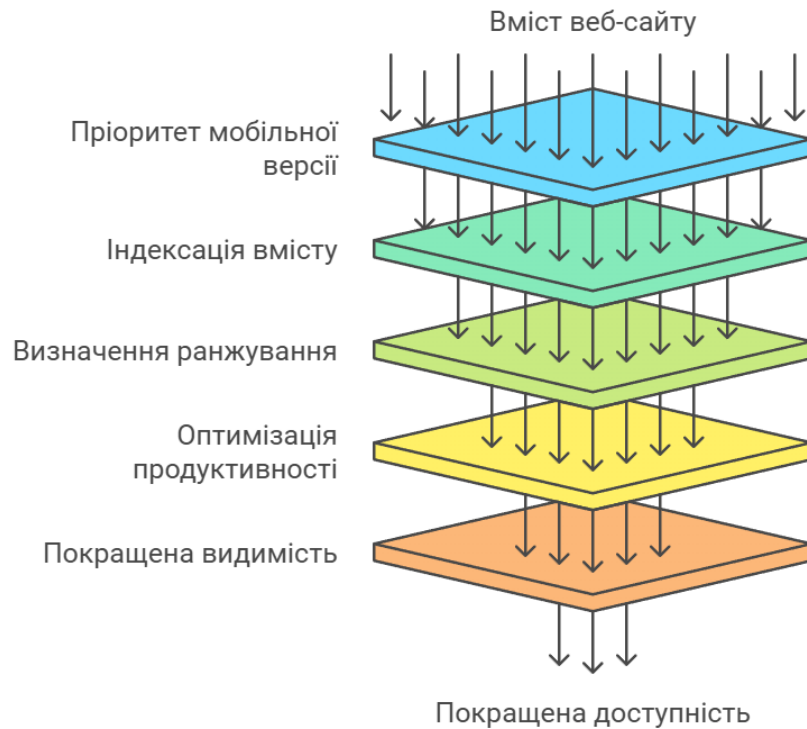 Вміст веб-сайту
Пріоритет мобільної
версії
Індексація вмісту
Визначення ранжування
Оптимізація
продуктивності
Покращена видимість
Покращена доступність